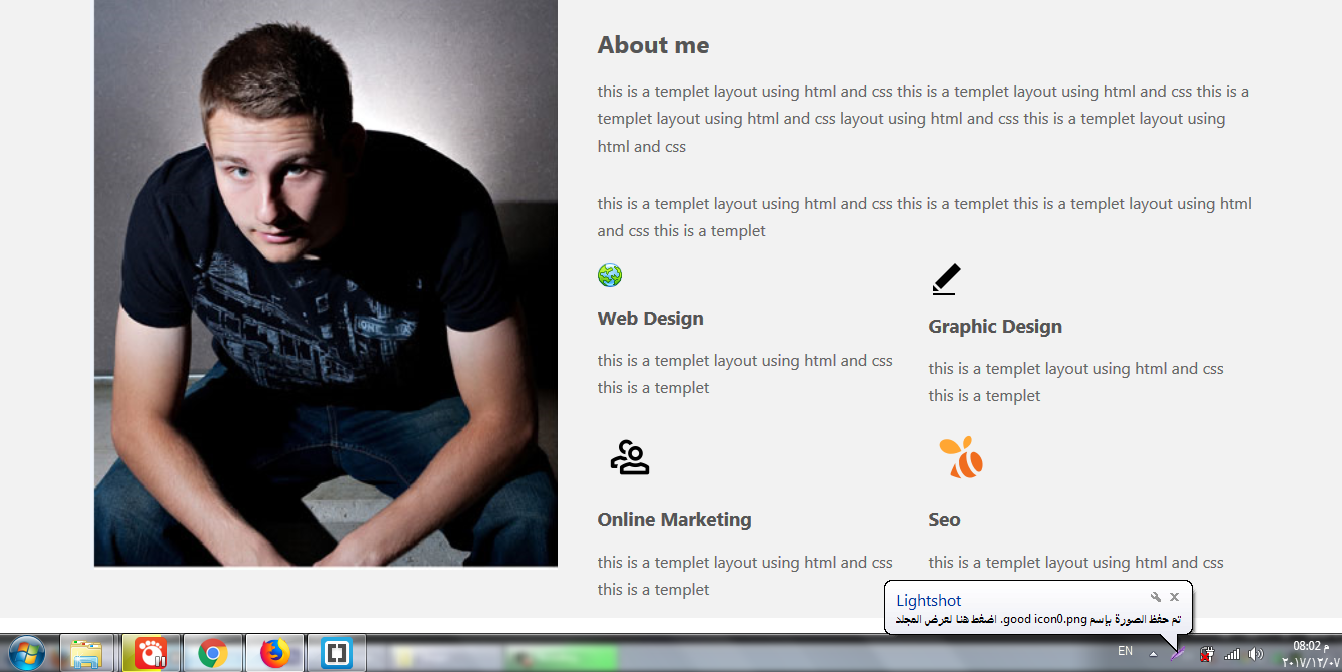 About me
this is a templet layout using html and css this is a templet layout using html and css this is a
templet layout using html and css layout using html and css this is a templet layout using
html and css
this is a templet layout using html and css this is a templet this is a templet layout using html
and css this is a templet
Web Design
this is a templet layout using html and css
this is a templet
Graphic Design
this is a templet layout using html and css
this is a templet
Online Marketing
this is a templet layout using html and css
this is a templet
Seo
this is a templet layout using html and css
Lightshot
تم حفظ الصورة بإسم good icon0.png. اضغط هنا لعرض المجلد
EN
08:02 م
٢٠١٧/١٢/٠٧